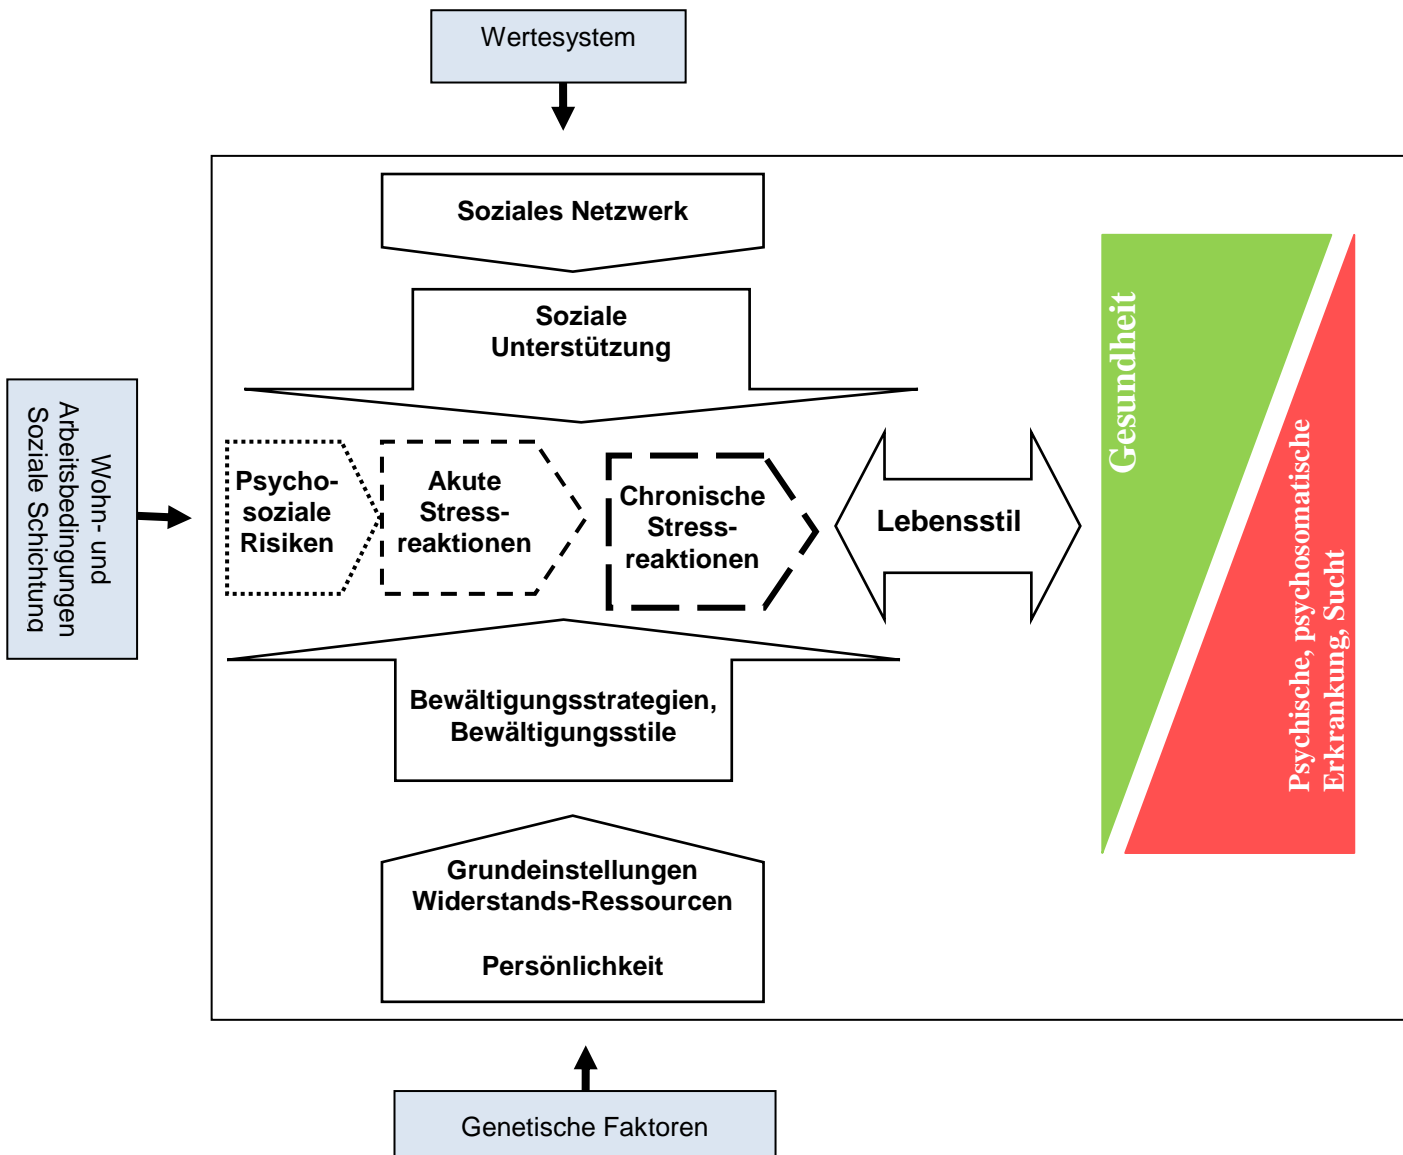 Wertesystem
Soziales Netzwerk
Soziale
Unterstützung
Wohn- und
Arbeitsbedingungen
Soziale Schichtung
Psycho-
soziale
Risiken
Akute
Stress-
reaktionen
Chronische
Stress-
reaktionen
Lebensstil
Gesundheit
Psychische, psychosomatische
Erkrankung, Sucht
Bewältigungsstrategien,
Bewältigungsstile
Grundeinstellungen
Widerstands-Ressourcen
Persönlichkeit
Genetische Faktoren